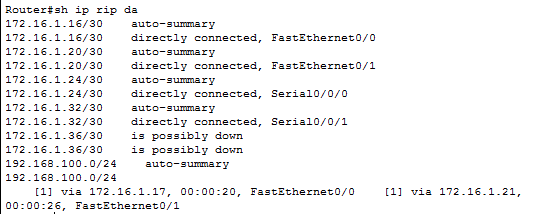 Router#sh ip rip da
172.16.1.16/30    auto-summary
172.16.1.16/30    directly connected, FastEthernet0/0
172.16.1.20/30    auto-summary
172.16.1.20/30    directly connected, FastEthernet0/1
172.16.1.24/30    auto-summary
172.16.1.24/30    directly connected, Serial0/0/0
172.16.1.32/30    auto-summary
172.16.1.32/30    directly connected, Serial0/0/1
172.16.1.36/30    is possibly down
172.16.1.36/30    is possibly down
192.168.100.0/24    auto-summary
192.168.100.0/24
    [1] via 172.16.1.17, 00:00:20, FastEthernet0/0    [1] via 172.16.1.21,
00:00:26, FastEthernet0/1